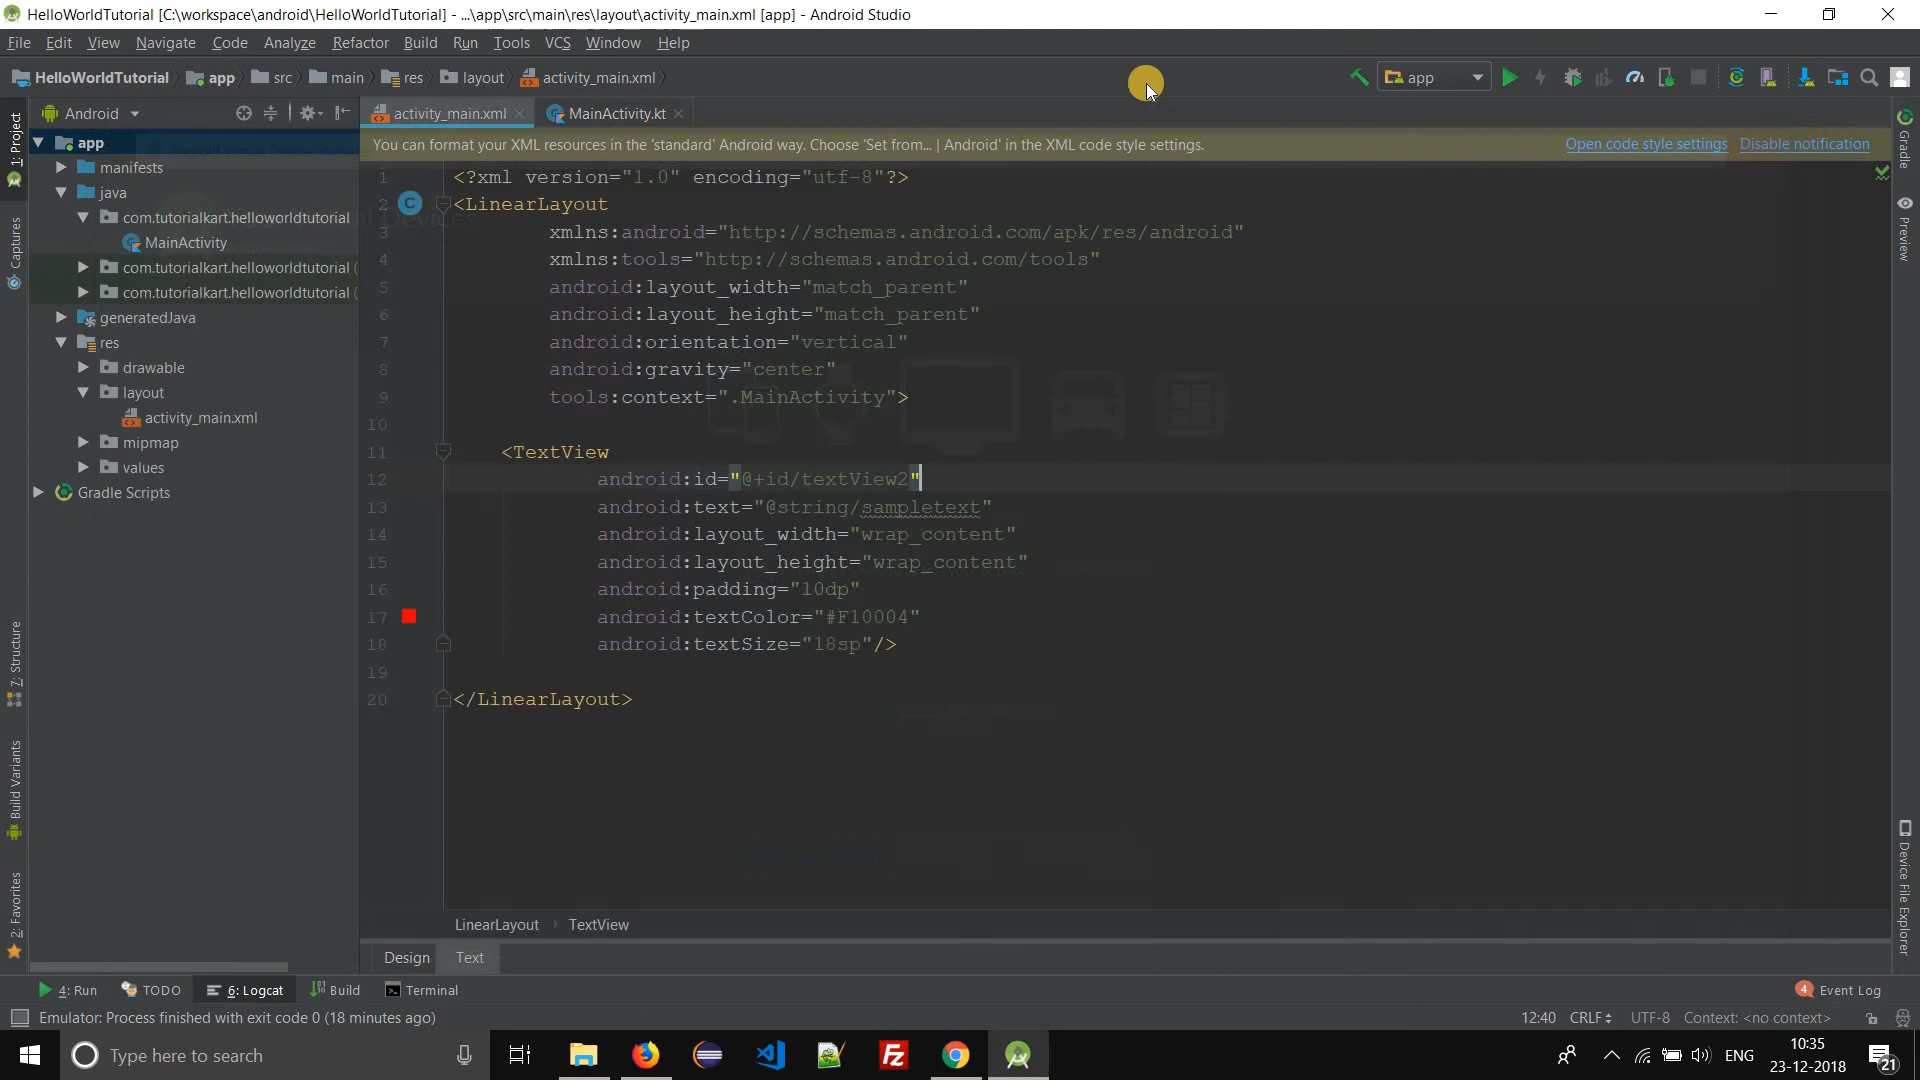 HelloWorldTutorial [C:\workspace\android\HelloWorldTutorial] - ...\app\src\main\res\layout\activity_main.xml [app] - Android Studio
File Edit View Navigate Code Analyze Refactor Build Run Tools VCS Window Help
HelloWorldTutorial app src main res layout activity_main.xml app
Android activity_main.xml MainActivity.kt
You can format your XML resources in the 'standard' Android way. Choose 'Set from... | Android' in the XML code style settings. Open code style settings Disable notification
1: Project
Captures
7: Structure
Build Variants
2: Favorites
app
manifests
java
com.tutorialkart.helloworldtutorial
MainActivity
com.tutorialkart.helloworldtutorial (
com.tutorialkart.helloworldtutorial (
generatedJava
res
drawable
layout
activity_main.xml
mipmap
values
Gradle Scripts
1 <?xml version="1.0" encoding="utf-8"?>
2 <LinearLayout
3 xmlns:android="http://schemas.android.com/apk/res/android"
4 xmlns:tools="http://schemas.android.com/tools"
5 android:layout_width="match_parent"
6 android:layout_height="match_parent"
7 android:orientation="vertical"
8 android:gravity="center"
9 tools:context=".MainActivity">
10
11 <TextView
12 android:id="@+id/textView2"
13 android:text="@string/sampletext"
14 android:layout_width="wrap_content"
15 android:layout_height="wrap_content"
16 android:padding="10dp"
17 android:textColor="#F10004"
18 android:textSize="18sp"/>
19
20 </LinearLayout>
Gradle
Preview
Device File Explorer
LinearLayout TextView
Design Text
4: Run TODO 6: Logcat Build Terminal 4 Event Log
Emulator: Process finished with exit code 0 (18 minutes ago) 12:40 CRLF UTF-8 Context: <no context>
Type here to search ENG 10:35
23-12-2018 21